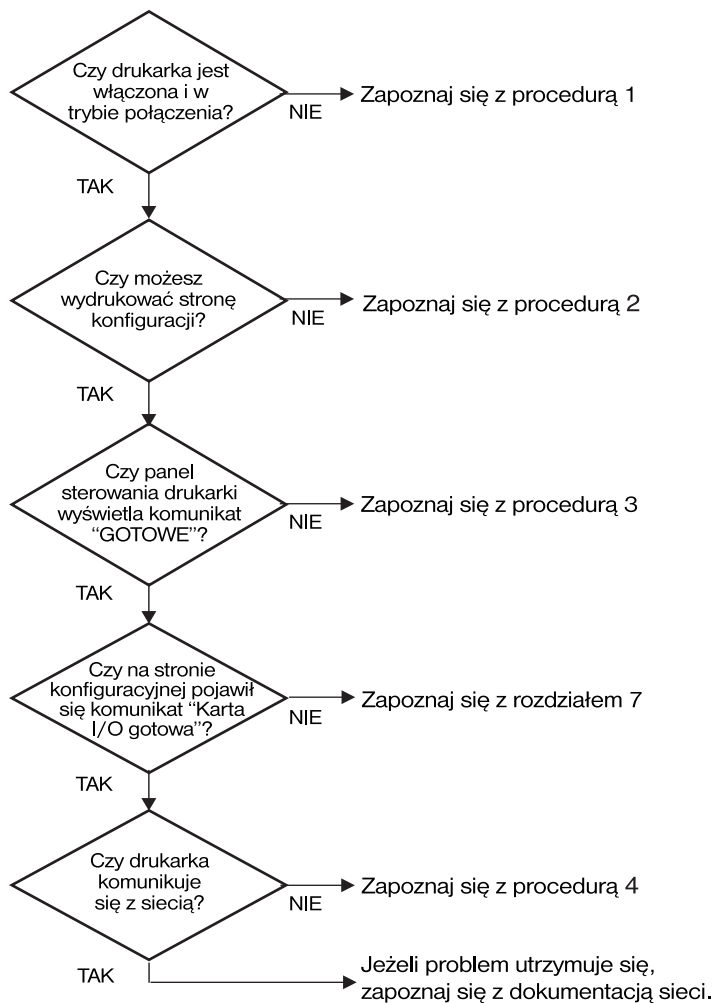 Czy drukarka jest
włączona i w
trybie połączenia?
NIE
Zapoznaj się z procedurą 1
TAK
Czy możesz
wydrukować stronę
konfiguracji?
NIE
Zapoznaj się z procedurą 2
TAK
Czy panel
sterowania drukarki
wyświetla komunikat
“GOTOWE”?
NIE
Zapoznaj się z procedurą 3
TAK
Czy na stronie
konfiguracyjnej pojawił
się komunikat “Karta
I/O gotowa”?
NIE
Zapoznaj się z rozdziałem 7
TAK
Czy drukarka
komunikuje
się z siecią?
NIE
Zapoznaj się z procedurą 4
TAK
Jeżeli problem utrzymuje się,
zapoznaj się z dokumentacją sieci.